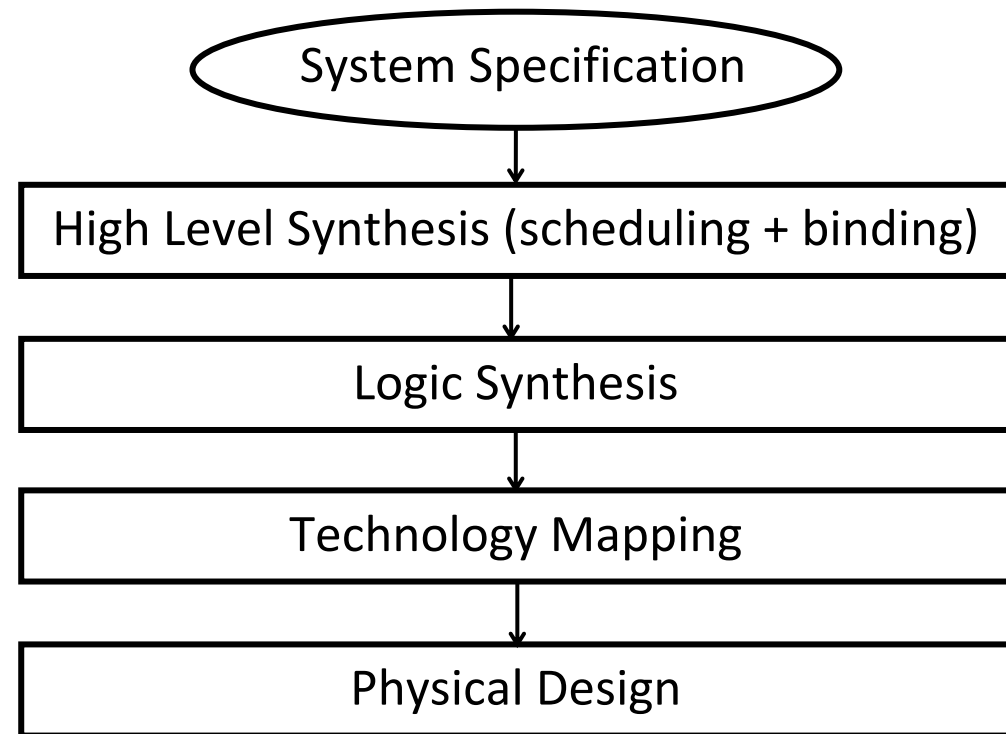 System Specification
High Level Synthesis (scheduling + binding)
Logic Synthesis
Technology Mapping
Physical Design